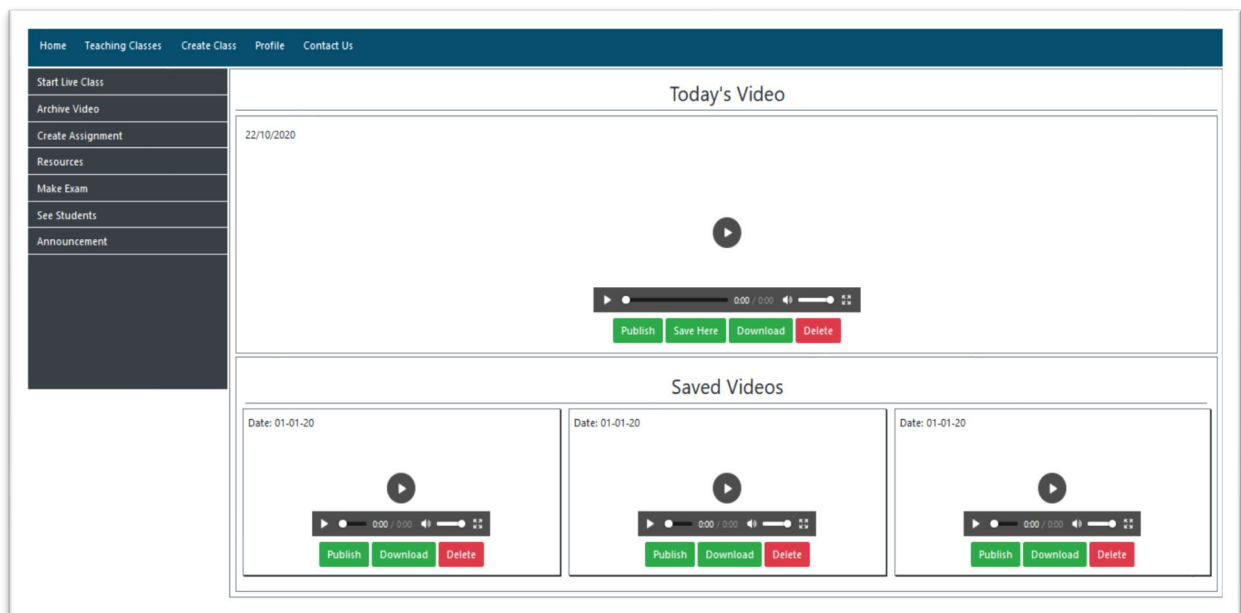 Home Teaching Classes Create Class Profile Contact Us
Start Live Class
Archive Video
Create Assignment
Resources
Make Exam
See Students
Announcement
Today's Video
22/10/2020
0:00 / 0:00
Publish Save Here Download Delete
Saved Videos
Date: 01-01-20
0:00 / 0:00
Publish Download Delete
Date: 01-01-20
0:00 / 0:00
Publish Download Delete
Date: 01-01-20
0:00 / 0:00
Publish Download Delete